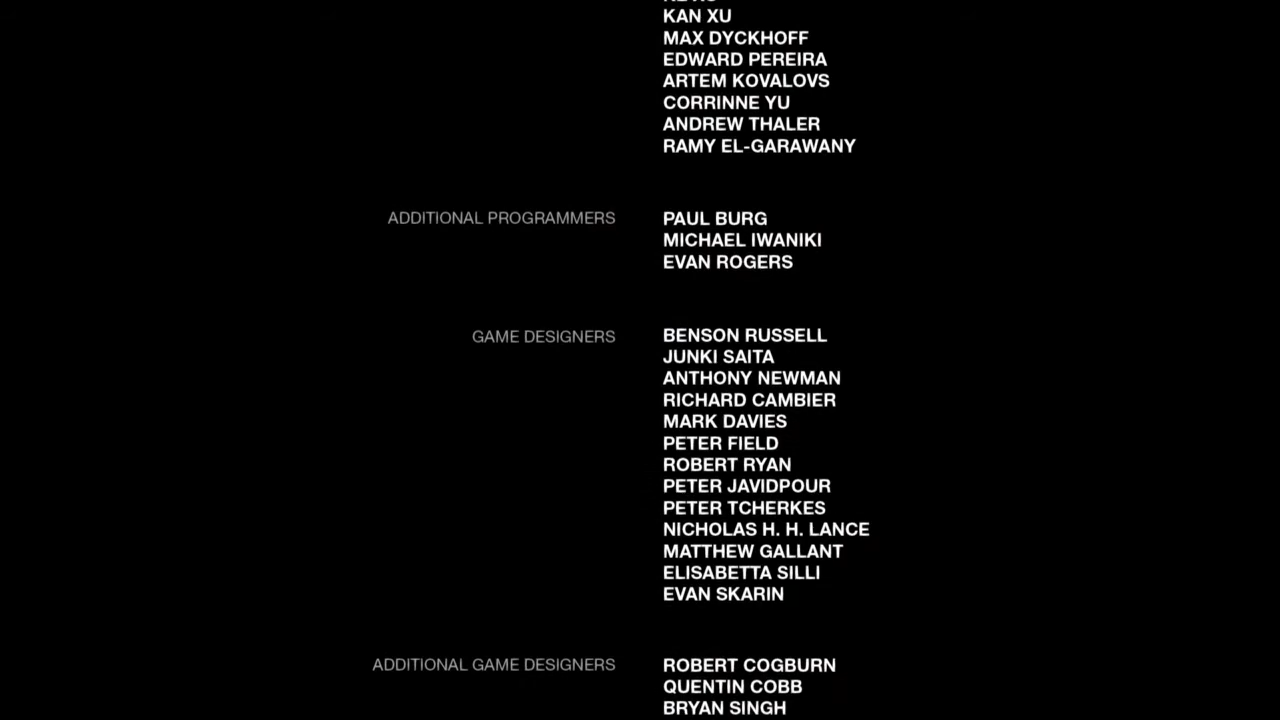 KAN XU
MAX DYCKHOFF
EDWARD PEREIRA
ARTEM KOVALOVS
CORRINNE YU
ANDREW THALER
RAMY EL-GARAWANY
ADDITIONAL PROGRAMMERS PAUL BURG
MICHAEL IWANIKI
EVAN ROGERS
GAME DESIGNERS BENSON RUSSELL
JUNKI SAITA
ANTHONY NEWMAN
RICHARD CAMBIER
MARK DAVIES
PETER FIELD
ROBERT RYAN
PETER JAVIDPOUR
PETER TCHERKES
NICHOLAS H. H. LANCE
MATTHEW GALLANT
ELISABETTA SILLI
EVAN SKARIN
ADDITIONAL GAME DESIGNERS ROBERT COGBURN
QUENTIN COBB
BRYAN SINGH